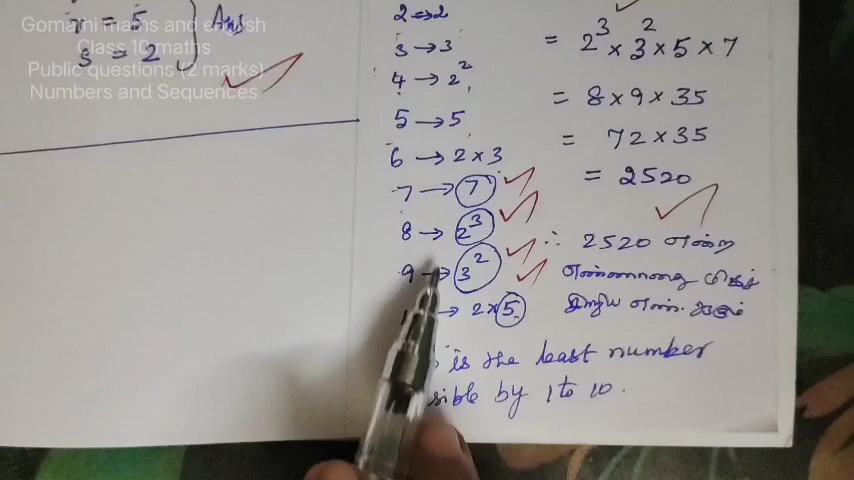 Gomathi maths and english
Class 10 maths
Public questions (2 marks)
Numbers and Sequences
r = 5
s = 2
Ans
2 → 2
3 → 3
4 → 2²,
5 → 5
6 → 2 × 3
7 → 7
8 → 2³
9 → 3²
→ 2 × 5
is the least number
sible by 1 to 10.
= 2³ × 3² × 5 × 7
= 8 × 9 × 35
= 72 × 35
= 2520
∴ 2520 என்ற